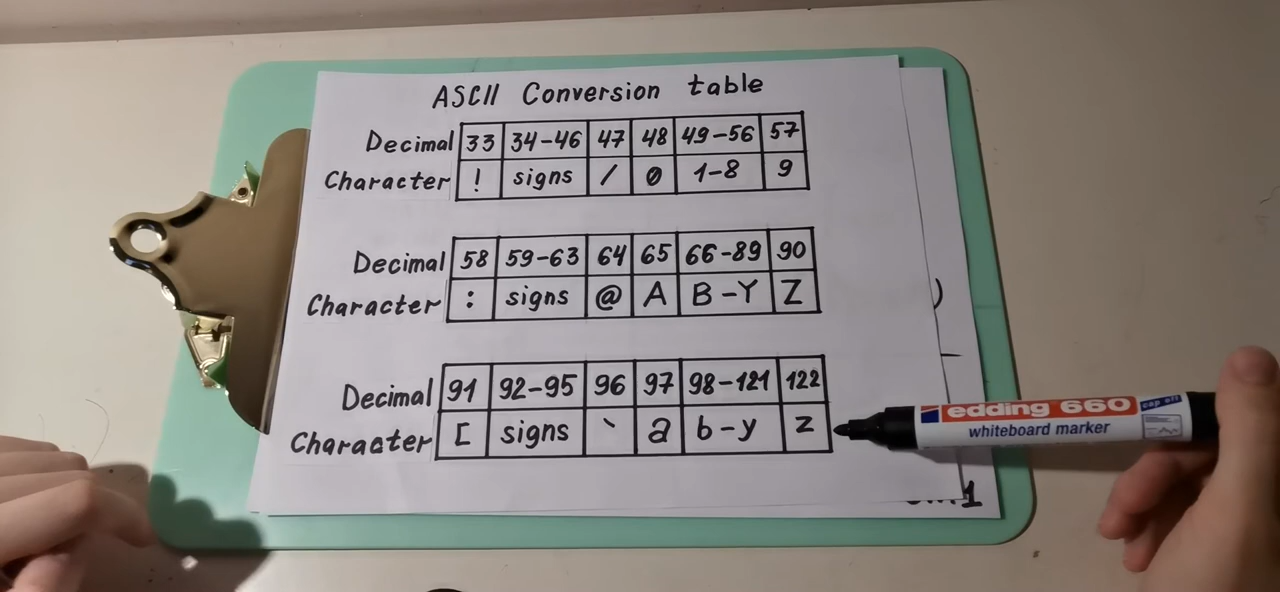 ASCII Conversion table
Decimal 33 34-46 47 48 49-56 57
Character ! signs / 0 1-8 9
Decimal 58 59-63 64 65 66-89 90
Character : signs @ A B-Y Z
Decimal 91 92-95 96 97 98-121 122
Character [ signs ` a b-y z
edding 660 cap off
whiteboard marker